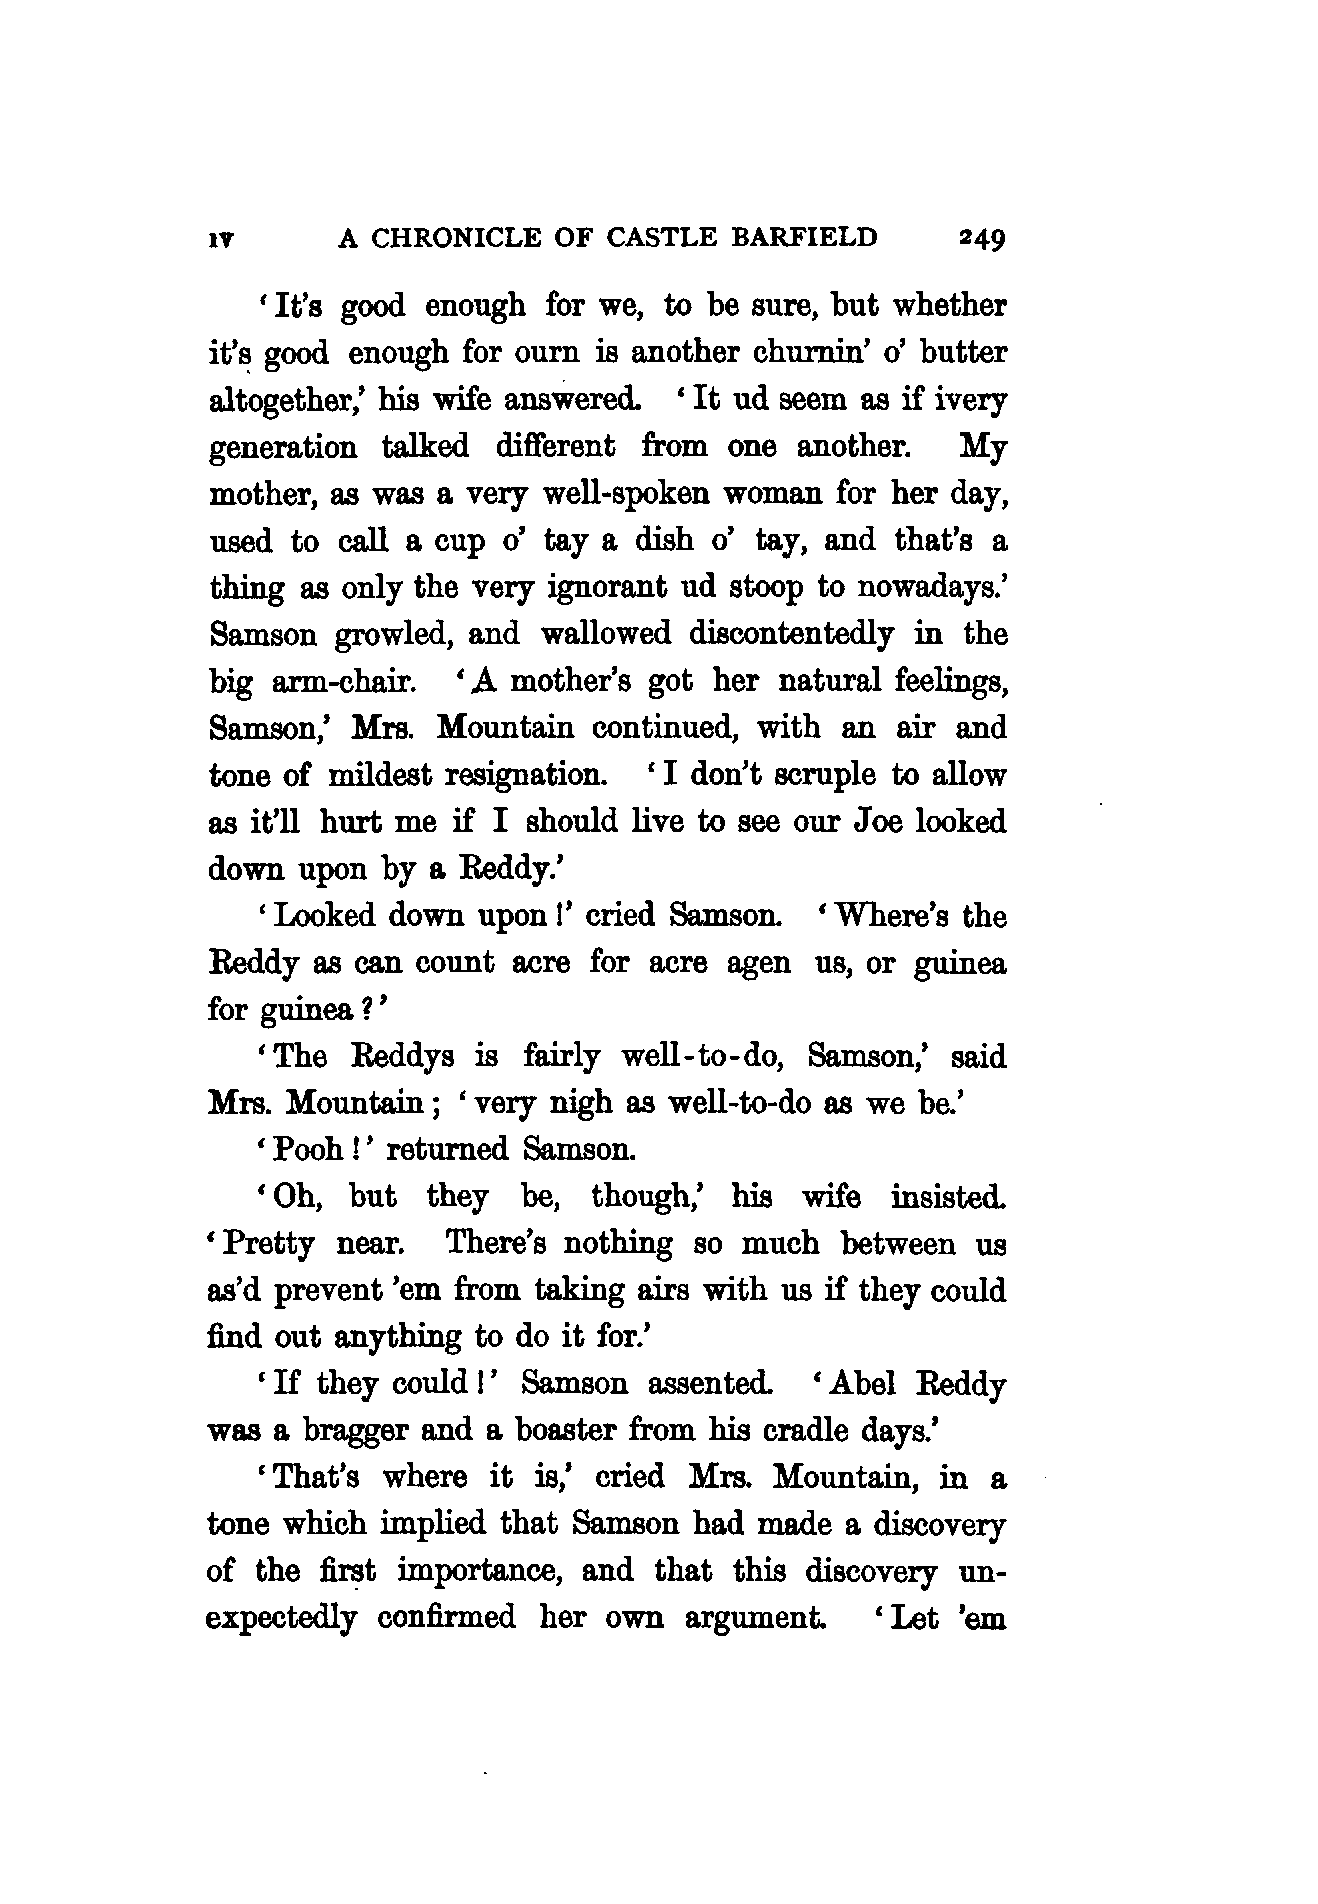 IV A CHRONICLE OF CASTLE BARFIELD 249
‘It’s good enough for we, to be sure, but whether
it’s good enough for ourn is another churnin’ o’ butter
altogether,’ his wife answered. ‘It ud seem as if ivery
generation talked different from one another. My
mother, as was a very well-spoken woman for her day,
used to call a cup o’ tay a dish o’ tay, and that’s a
thing as only the very ignorant ud stoop to nowadays.’
Samson growled, and wallowed discontentedly in the
big arm-chair. ‘A mother’s got her natural feelings,
Samson,’ Mrs. Mountain continued, with an air and
tone of mildest resignation. ‘I don’t scruple to allow
as it’ll hurt me if I should live to see our Joe looked
down upon by a Reddy.’
‘Looked down upon!’ cried Samson. ‘Where’s the
Reddy as can count acre for acre agen us, or guinea
for guinea?’
‘The Reddys is fairly well-to-do, Samson,’ said
Mrs. Mountain; ‘very nigh as well-to-do as we be.’
‘Pooh!’ returned Samson.
‘Oh, but they be, though,’ his wife insisted.
‘Pretty near. There’s nothing so much between us
as’d prevent ’em from taking airs with us if they could
find out anything to do it for.’
‘If they could!’ Samson assented. ‘Abel Reddy
was a bragger and a boaster from his cradle days.’
‘That’s where it is,’ cried Mrs. Mountain, in a
tone which implied that Samson had made a discovery
of the first importance, and that this discovery un-
expectedly confirmed her own argument. ‘Let ’em